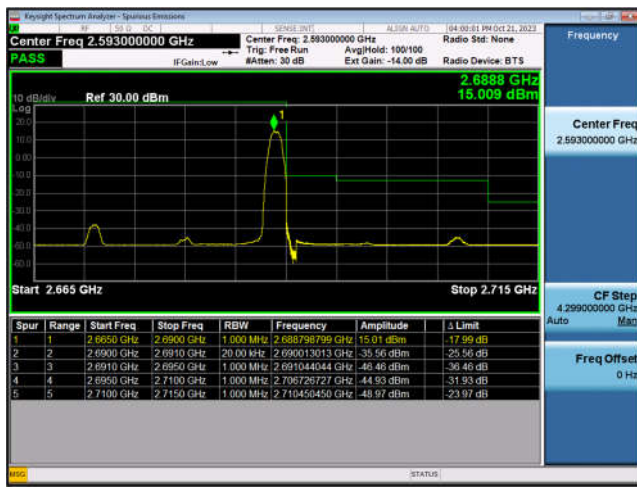 Keysight Spectrum Analyzer - Spurious Emissions
RF 50 Ω DC SENSE:INT ALIGN AUTO 04:00:01 PM Oct 21, 2023
Center Freq 2.593000000 GHz Center Freq: 2.593000000 GHz Radio Std: None
Trig: Free Run Avg|Hold: 100/100
PASS IFGain:Low #Atten: 30 dB Ext Gain: -14.00 dB Radio Device: BTS
2.6888 GHz
15.009 dBm
10 dB/div Ref 30.00 dBm
Log
20.0
10.0
0.00
-10.0
-20.0
-30.0
-40.0
-50.0
-60.0
1
Start 2.665 GHz Stop 2.715 GHz
Spur Range Start Freq Stop Freq RBW Frequency Amplitude Δ Limit
1 1 2.6650 GHz 2.6900 GHz 1.000 MHz 2.688798799 GHz 15.01 dBm -17.99 dB
2 2 2.6900 GHz 2.6910 GHz 20.00 kHz 2.690013013 GHz -35.56 dBm -25.56 dB
3 3 2.6910 GHz 2.6950 GHz 1.000 MHz 2.691044044 GHz -46.46 dBm -36.46 dB
4 4 2.6950 GHz 2.7100 GHz 1.000 MHz 2.706726727 GHz -44.93 dBm -31.93 dB
5 5 2.7100 GHz 2.7150 GHz 1.000 MHz 2.710450450 GHz -48.97 dBm -23.97 dB
MSG STATUS
Frequency
Center Freq
2.593000000 GHz
CF Step
4.299000000 GHz
Auto Man
Freq Offset
0 Hz